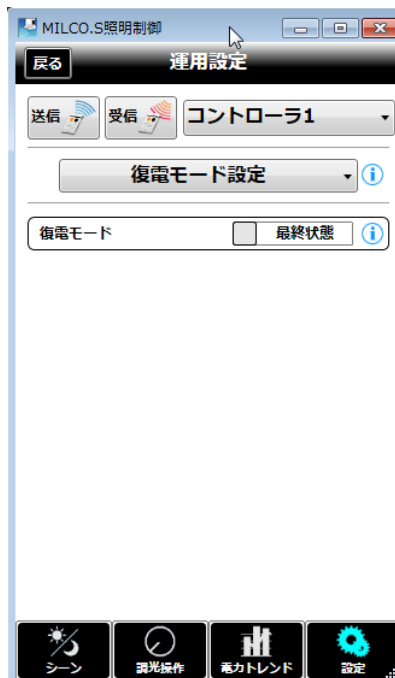 MILCO.S照明制御
戻る 運用設定
送信 受信 コントローラ1
復電モード設定
復電モード 最終状態
シーン 調光操作 電力トレンド 設定